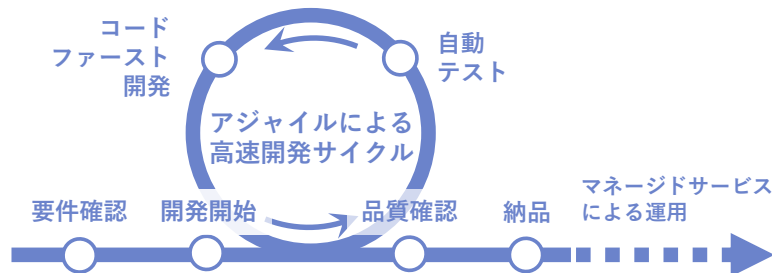 コード
ファースト
開発
自動
テスト
アジャイルによる
高速開発サイクル
要件確認
開発開始
品質確認
納品
マネージドサービス
による運用